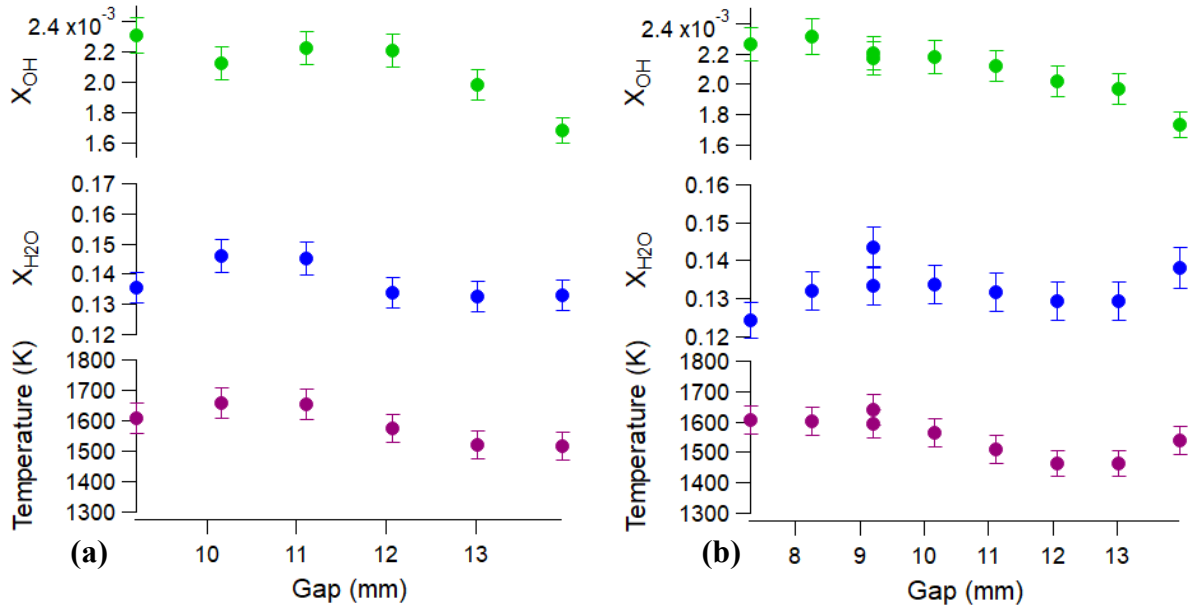 2.4 x10⁻³
2.2
2.0
1.8
1.6
X_OH
0.17
0.16
0.15
0.14
0.13
0.12
X_H2O
1800
1700
1600
1500
1400
1300
Temperature (K)
10 11 12 13
Gap (mm)
(a)
2.4 x10⁻³
2.2
2.0
1.8
1.6
X_OH
0.16
0.15
0.14
0.13
0.12
X_H2O
1800
1700
1600
1500
1400
1300
Temperature (K)
8 9 10 11 12 13
Gap (mm)
(b)